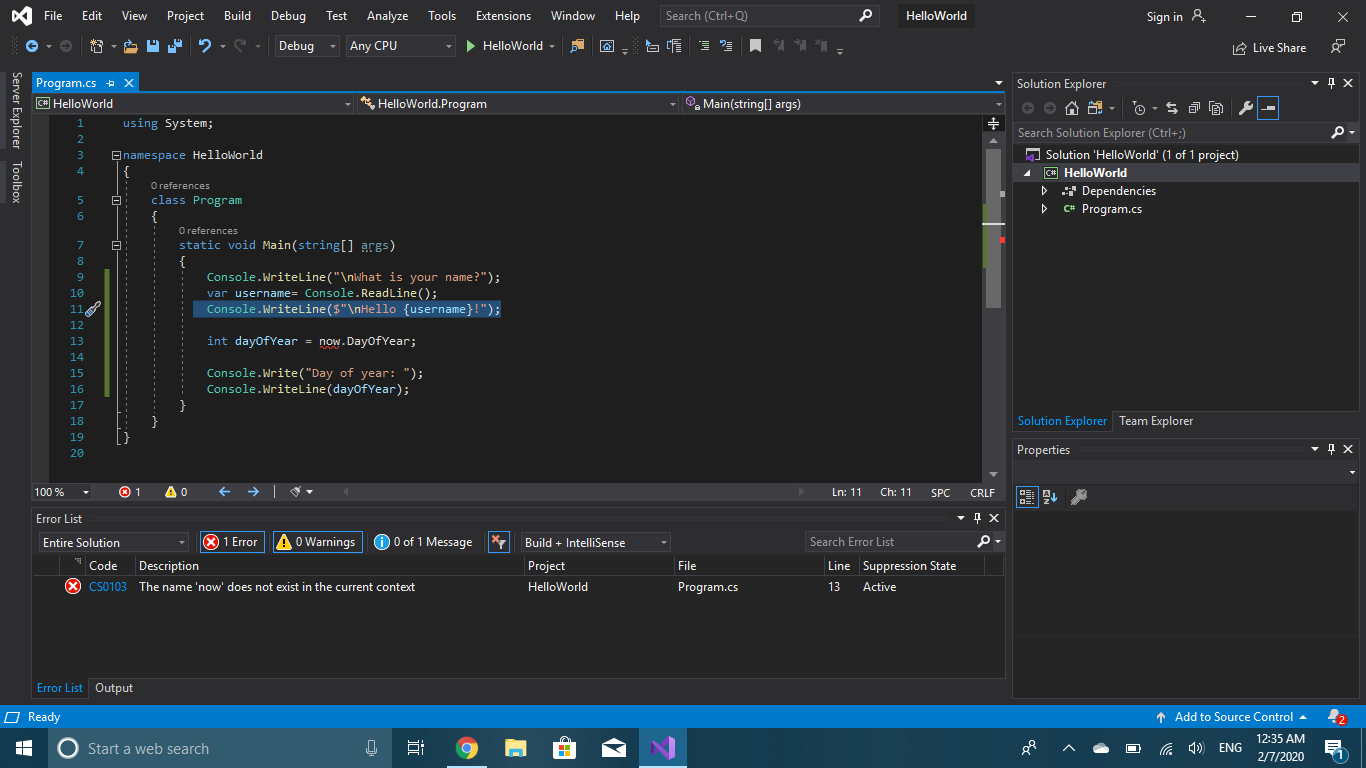 File Edit View Project Build Debug Test Analyze Tools Extensions Window Help Search (Ctrl+Q) HelloWorld Sign in
Debug Any CPU HelloWorld Live Share
Server Explorer
Toolbox
Program.cs
HelloWorld HelloWorld.Program Main(string[] args)
1 using System;
2
3 namespace HelloWorld
4 {
0 references
5 class Program
6 {
0 references
7 static void Main(string[] args)
8 {
9 Console.WriteLine("\nWhat is your name?");
10 var username= Console.ReadLine();
11 Console.WriteLine($"\nHello {username}!");
12
13 int dayOfYear = now.DayOfYear;
14
15 Console.Write("Day of year: ");
16 Console.WriteLine(dayOfYear);
17 }
18 }
19 }
20
100 % 1 0 Ln: 11 Ch: 11 SPC CRLF
Error List
Entire Solution 1 Error 0 Warnings 0 of 1 Message Build + IntelliSense Search Error List
Code Description Project File Line Suppression State
CS0103 The name 'now' does not exist in the current context HelloWorld Program.cs 13 Active
Error List Output
Solution Explorer
Search Solution Explorer (Ctrl+;)
Solution 'HelloWorld' (1 of 1 project)
C# HelloWorld
Dependencies
C# Program.cs
Solution Explorer Team Explorer
Properties
Ready Add to Source Control 2
Start a web search ENG 12:35 AM
2/7/2020 1